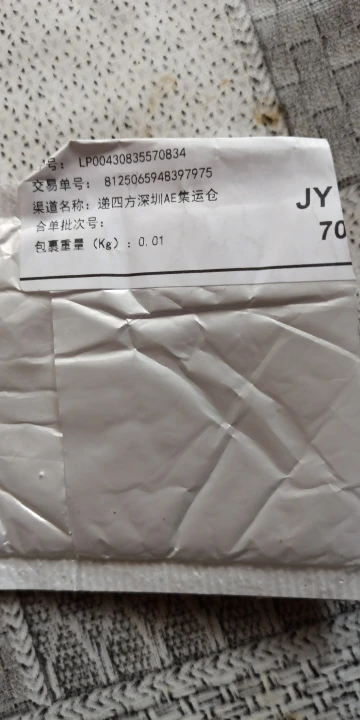 号: LP00430835570834
交易单号: 8125065948397975
渠道名称: 递四方深圳AE集运仓
合单批次号:
包裹重量 (Kg) : 0.01
JY
70